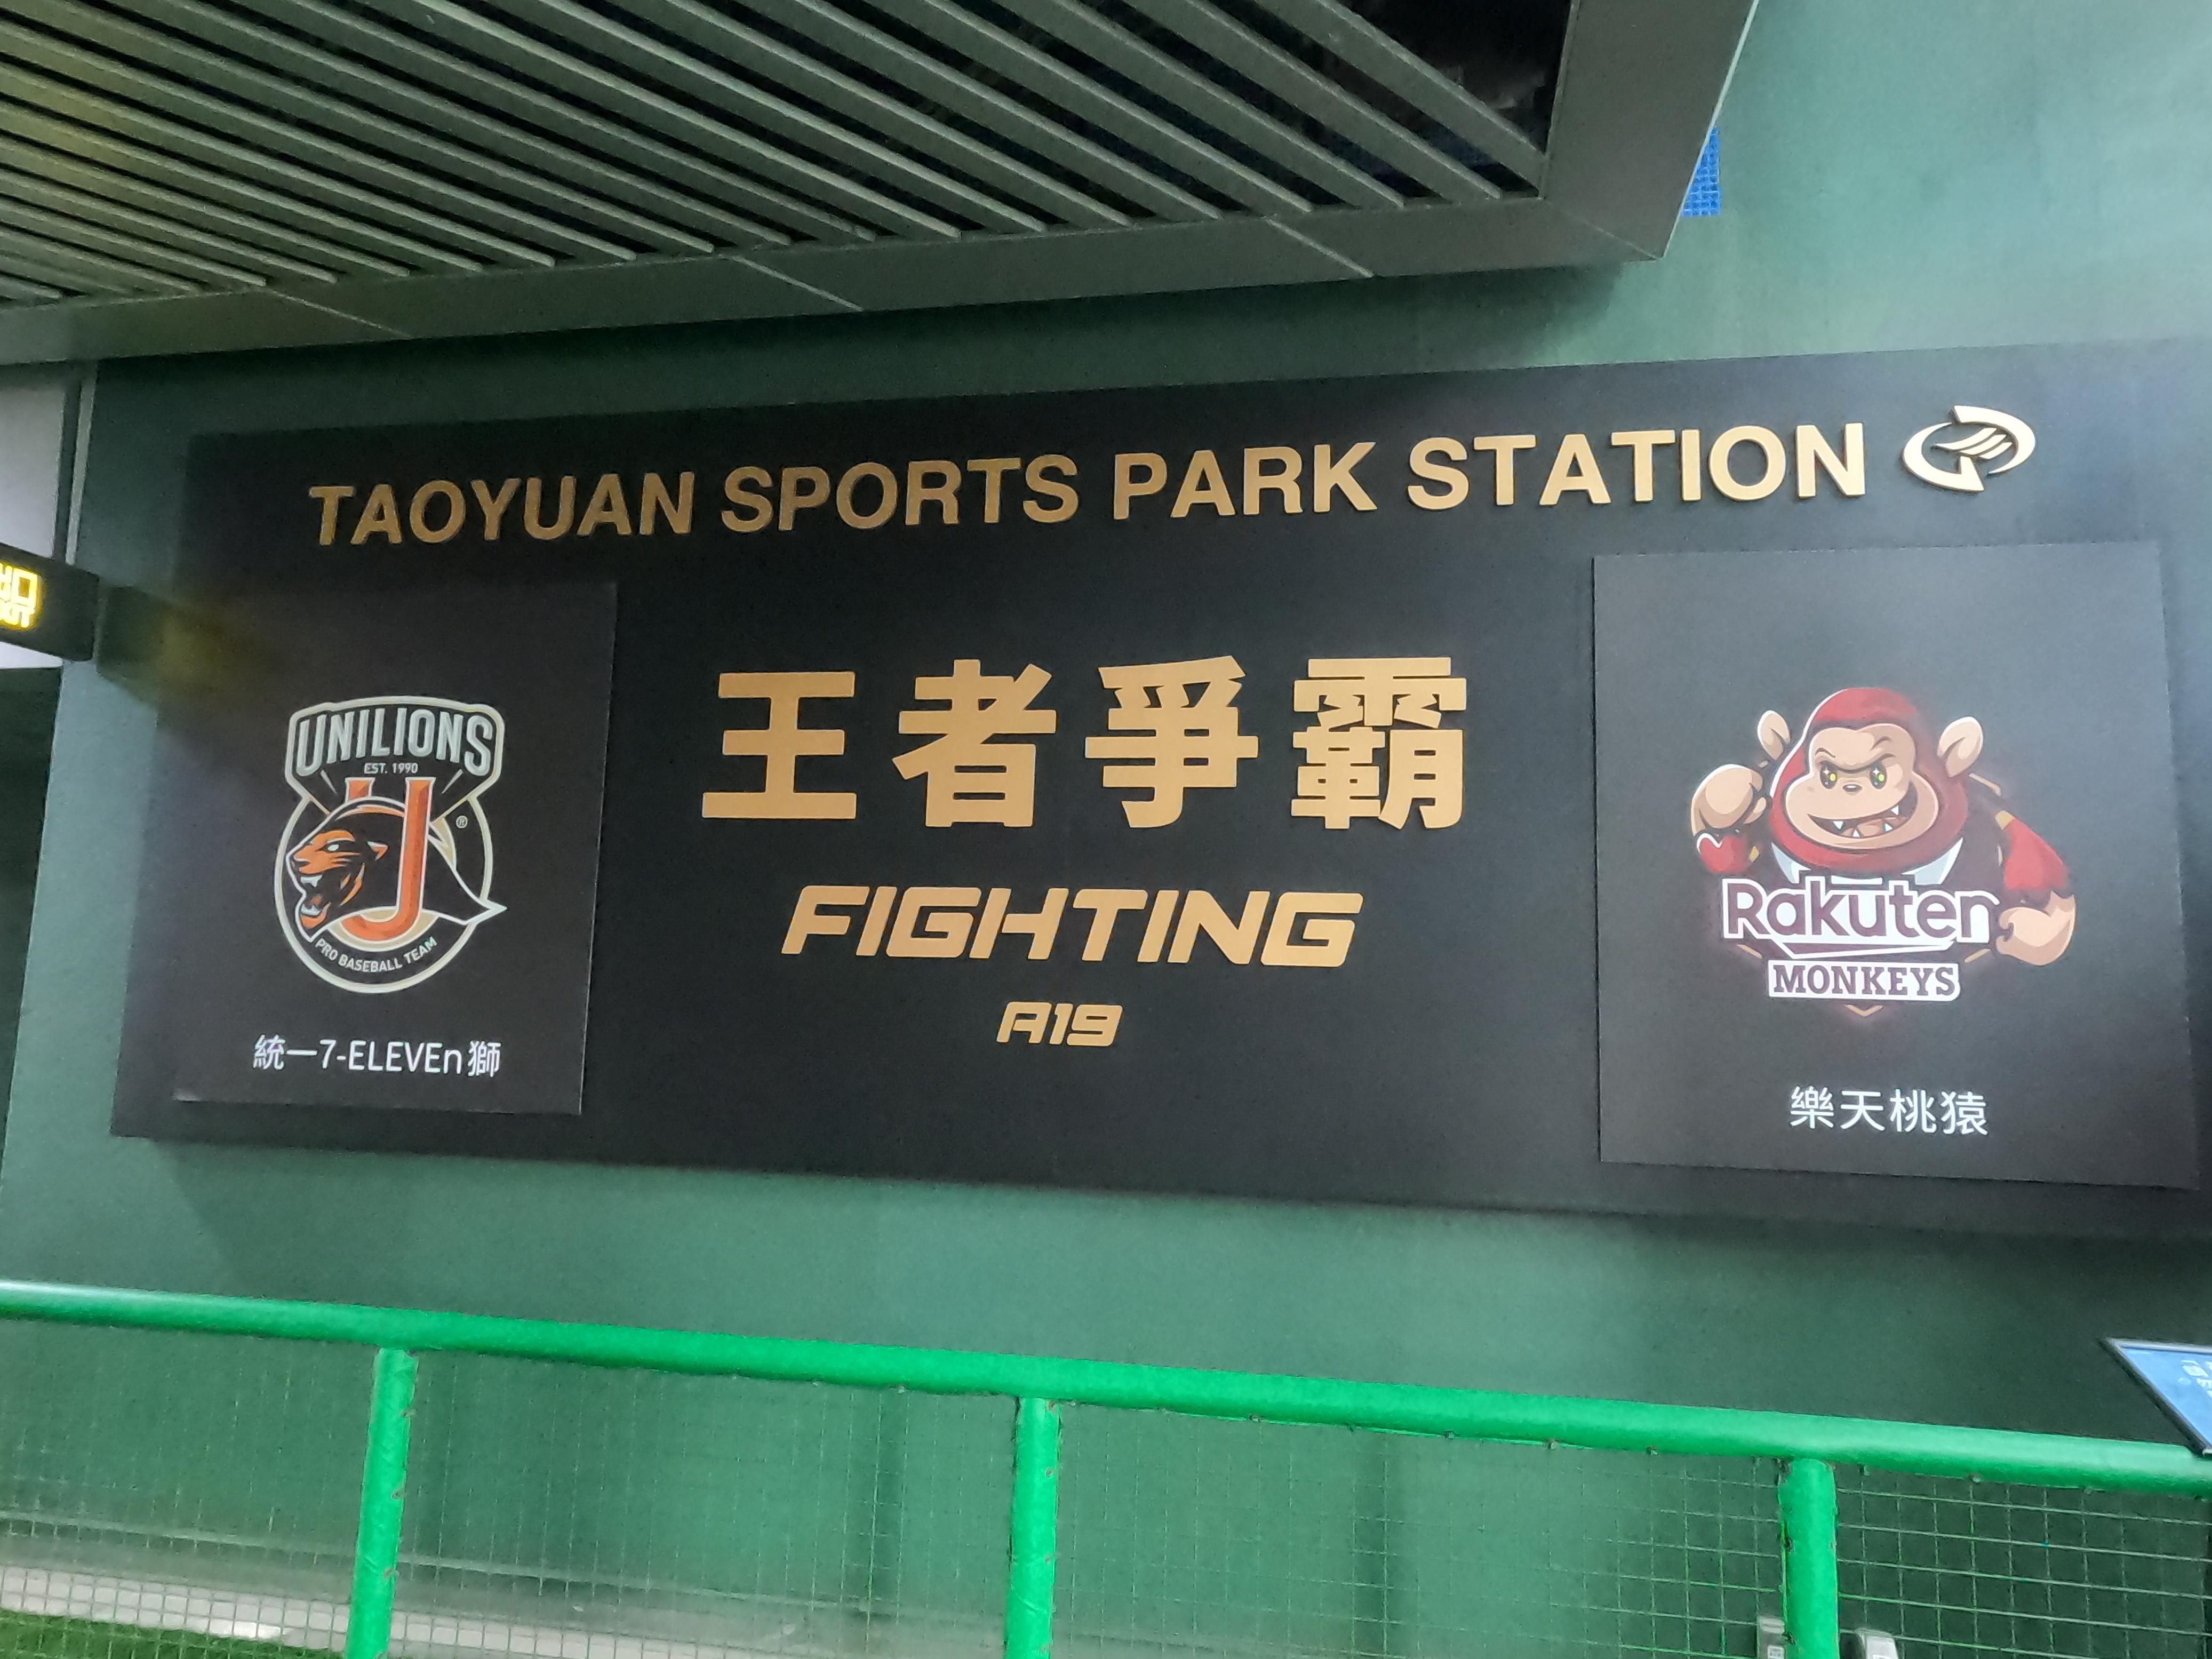 TAOYUAN SPORTS PARK STATION
UNILIONS
EST. 1990
U
®
PRO BASEBALL TEAM
統一7-ELEVEn獅
王者爭霸
FIGHTING
A19
Rakuten
MONKEYS
樂天桃猿